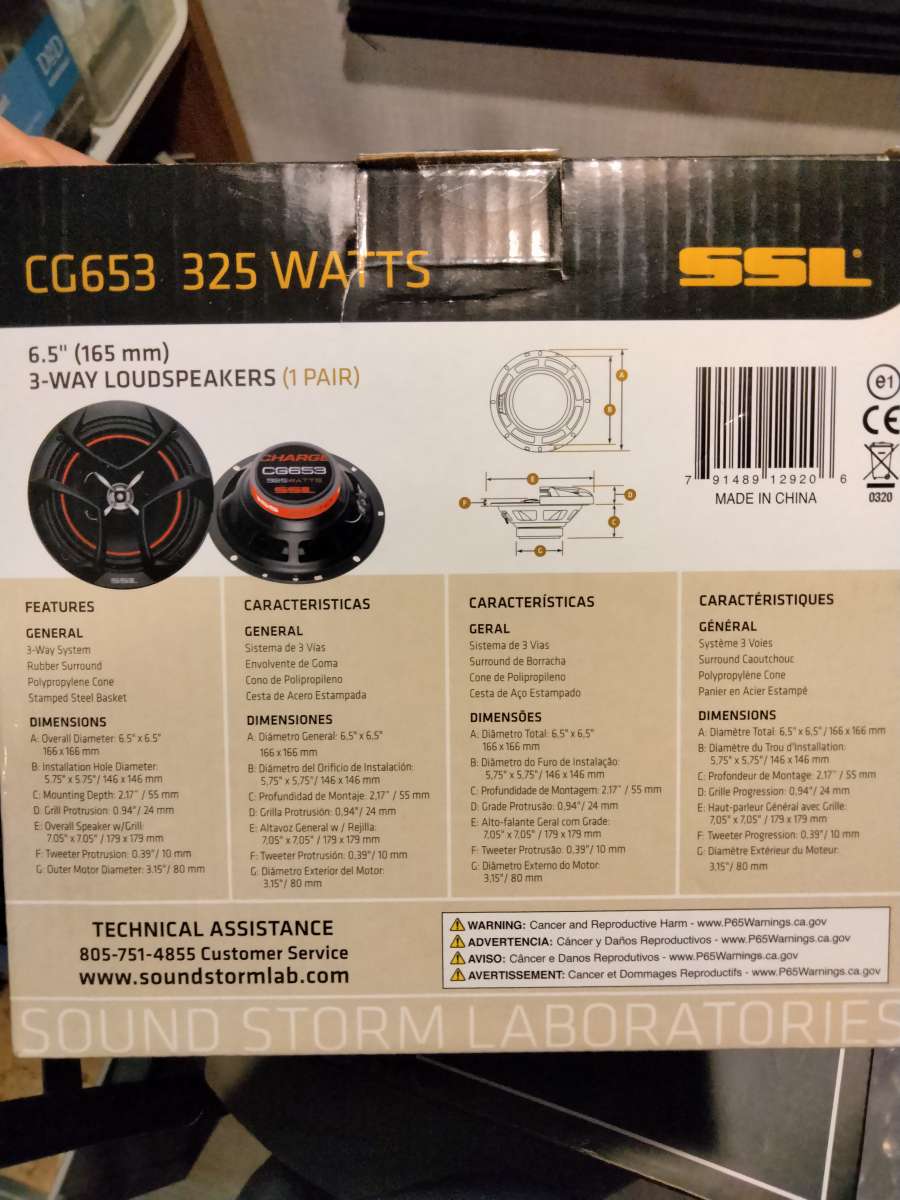 D&D
CG653 325 WATTS
SSL
6.5" (165 mm)
3-WAY LOUDSPEAKERS (1 PAIR)
CHARGE
CG653
325WATTS
SSL
SSL
A
B
E
F
D
C
G
7 91489 12920 6
MADE IN CHINA
e1
CE
0320
FEATURES
GENERAL
3-Way System
Rubber Surround
Polypropylene Cone
Stamped Steel Basket
DIMENSIONS
A: Overall Diameter: 6.5" x 6.5"
166 x 166 mm
B: Installation Hole Diameter:
5.75" x 5.75"/ 146 x 146 mm
C: Mounting Depth: 2.17" / 55 mm
D: Grill Protrusion: 0.94"/ 24 mm
E: Overall Speaker w/Grill:
7.05" x 7.05" / 179 x 179 mm
F: Tweeter Protrusion: 0.39"/ 10 mm
G: Outer Motor Diameter: 3.15"/ 80 mm
CARACTERISTICAS
GENERAL
Sistema de 3 Vías
Envolvente de Goma
Cono de Polipropileno
Cesta de Acero Estampada
DIMENSIONES
A: Diámetro General: 6,5" x 6,5"
166 x 166 mm
B: Diámetro del Orificio de Instalación:
5,75" x 5,75"/ 146 x 146 mm
C: Profundidad de Montaje: 2,17" / 55 mm
D: Grilla Protrusión: 0,94"/ 24 mm
E: Altavoz General w / Rejilla:
7,05" x 7,05" / 179 x 179 mm
F: Tweeter Protrusión: 0,39"/ 10 mm
G: Diámetro Exterior del Motor:
3,15"/ 80 mm
CARACTERÍSTICAS
GERAL
Sistema de 3 Vias
Surround de Borracha
Cone de Polipropileno
Cesta de Aço Estampado
DIMENSÕES
A: Diâmetro Total: 6,5" x 6,5"
166 x 166 mm
B: Diâmetro do Furo de Instalação:
5,75" x 5,75"/ 146 x 146 mm
C: Profundidade de Montagem: 2,17" / 55 mm
D: Grade Protrusão: 0,94"/ 24 mm
E: Alto-falante Geral com Grade:
7,05" x 7,05" / 179 x 179 mm
F: Tweeter Protrusão: 0.39"/ 10 mm
G: Diâmetro Externo do Motor:
3,15"/ 80 mm
CARACTÉRISTIQUES
GÉNÉRAL
Système 3 Voies
Surround Caoutchouc
Polypropylène Cone
Panier en Acier Estampé
DIMENSIONS
A: Diamètre Total: 6,5" x 6,5"/ 166 x 166 mm
B: Diamètre du Trou d'Installation:
5,75" x 5,75"/ 146 x 146 mm
C: Profondeur de Montage: 2,17" / 55 mm
D: Grille Progression: 0,94"/ 24 mm
E: Haut-parleur Général avec Grille:
7,05" x 7,05" / 179 x 179 mm
F: Tweeter Progression: 0,39"/ 10 mm
G: Diamètre Extérieur du Moteur:
3.15"/ 80 mm
TECHNICAL ASSISTANCE
805-751-4855 Customer Service
www.soundstormlab.com
WARNING: Cancer and Reproductive Harm - www.P65Warnings.ca.gov
ADVERTENCIA: Cáncer y Daños Reproductivos - www.P65Warnings.ca.gov
AVISO: Câncer e Danos Reprodutivos - www.P65Warnings.ca.gov
AVERTISSEMENT: Cancer et Dommages Reproductifs - www.P65Warnings.ca.gov
SOUND STORM LABORATORIES